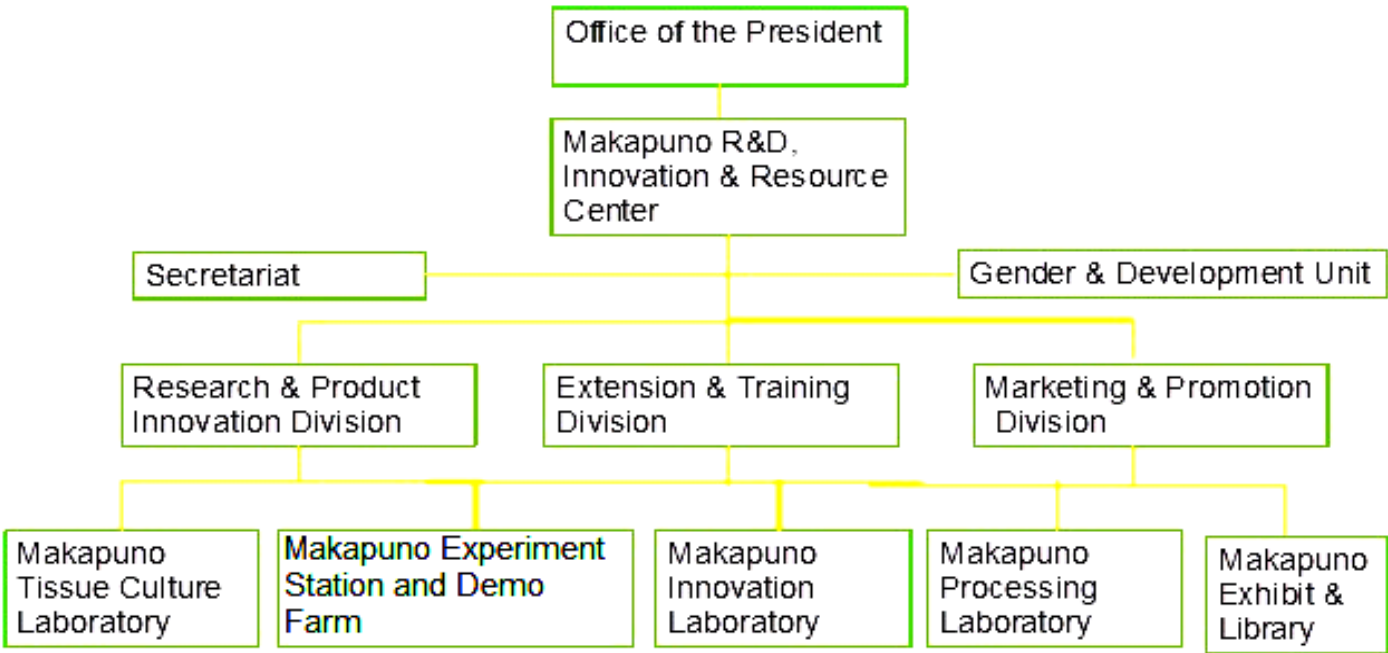 Office of the President
Makapuno R&D,
Innovation & Resource
Center
Secretariat
Gender & Development Unit
Research & Product
Innovation Division
Extension & Training
Division
Marketing & Promotion
Division
Makapuno
Tissue Culture
Laboratory
Makapuno Experiment
Station and Demo
Farm
Makapuno
Innovation
Laboratory
Makapuno
Processing
Laboratory
Makapuno
Exhibit &
Library